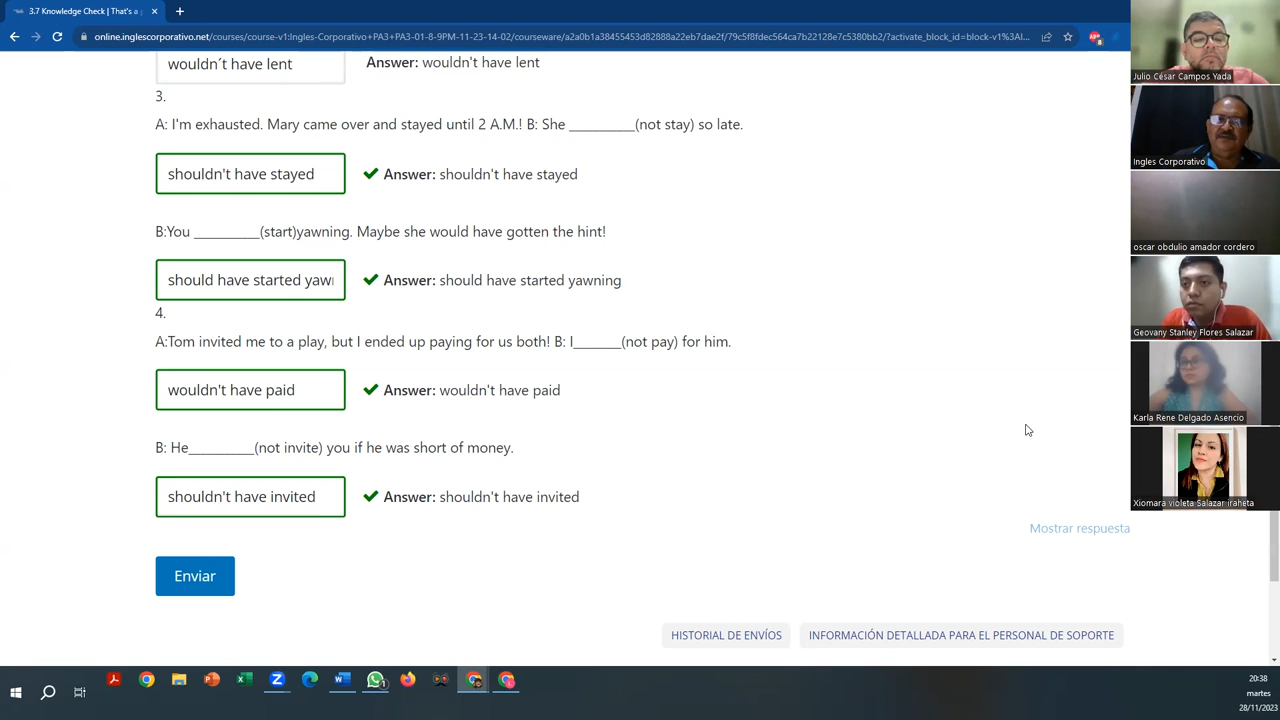 3.7 Knowledge Check | That's a
online.inglescorporativo.net/courses/course-v1:Ingles-Corporativo+PA3+PA3-01-8-9PM-11-23-14-02/courseware/a2a0b1a38455453d82888a22eb7dae2f/79c5f8fdec564ca7b22128e7c5380bb2/?activate_block_id=block-v1%3AI...
wouldn´t have lent
Answer: wouldn't have lent
3.
A: I'm exhausted. Mary came over and stayed until 2 A.M.! B: She __________(not stay) so late.
shouldn't have stayed
Answer: shouldn't have stayed
B:You __________(start)yawning. Maybe she would have gotten the hint!
should have started yawn
Answer: should have started yawning
4.
A:Tom invited me to a play, but I ended up paying for us both! B: I_______(not pay) for him.
wouldn't have paid
Answer: wouldn't have paid
B: He__________(not invite) you if he was short of money.
shouldn't have invited
Answer: shouldn't have invited
Mostrar respuesta
Enviar
HISTORIAL DE ENVÍOS
INFORMACIÓN DETALLADA PARA EL PERSONAL DE SOPORTE
Julio César Campos Yada
Ingles Corporativo
oscar obdulio amador cordero
Geovany Stanley Flores Salazar
Karla Rene Delgado Asencio
Xiomara violeta Salazar iraheta
20:38
martes
28/11/2023